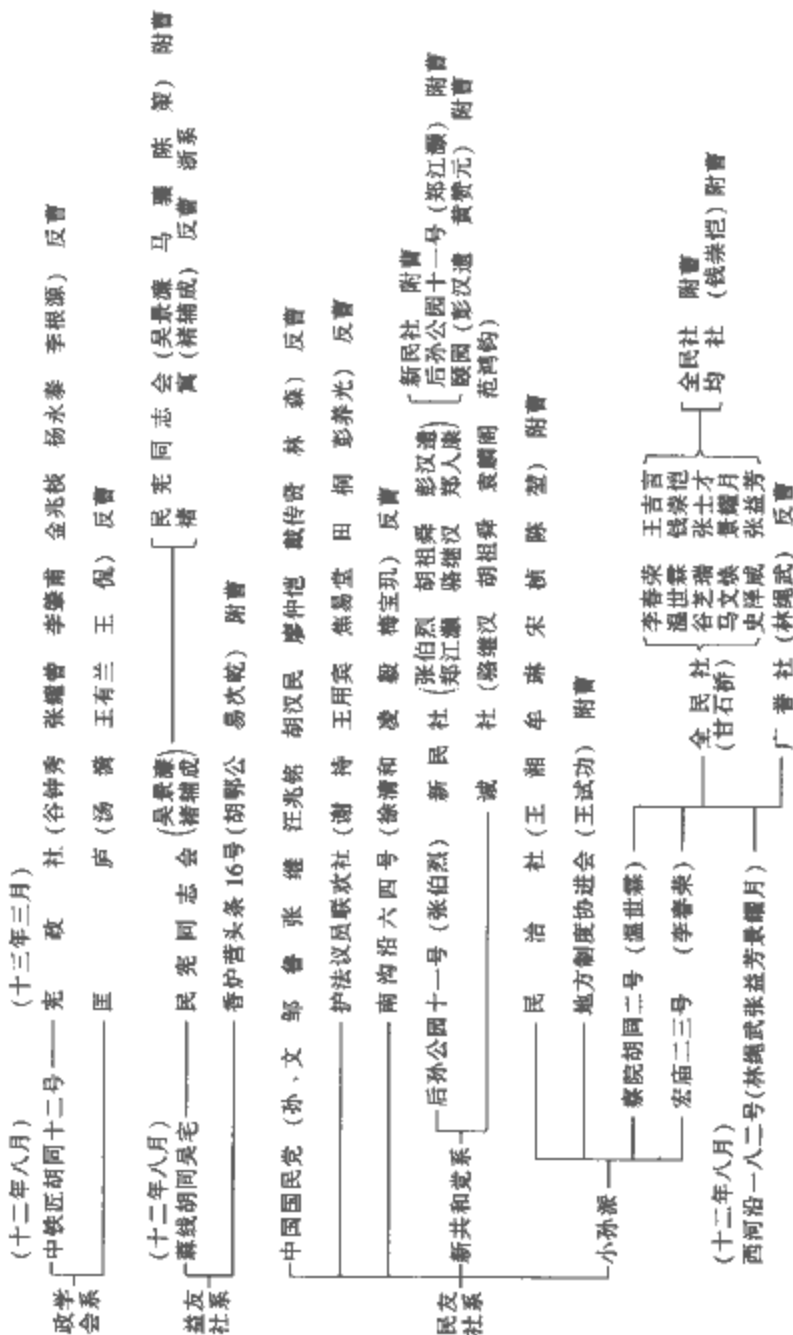 (十二年八月) (十三年三月)
政学会系
中铁匠胡同十二号 宪政社(谷钟秀 张耀曾 李肇甫 金兆棪 杨永泰 李根源) 反曹
匡庐(汤漪 王有兰 王侃) 反曹
(十二年八月)
益友社系
麻线胡同吴宅 民宪同志会(吴景濂 褚辅成) 民宪同志会(吴景濂 马骧 陈策) 附曹
褚寓(褚辅成) 反曹 浙系
香炉营头条16号(胡鄂公 易次乾) 附曹
民友社系
中国国民党(孙、文 邹鲁 张继 汪兆铭 胡汉民 廖仲恺 戴传贤 林森) 反曹
护法议员联欢社(谢持 王用宾 焦易堂 田桐 彭养光) 反曹
南沟沿六四号(徐清和 凌毅 梅宝玑) 反曹
新共和党系
后孙公园十一号(张伯烈) 新民社(张伯烈 胡祖舜 彭汉遗
郑江灏 骆继汉 郑人康)
新民社 附曹
后孙公园十一号(郑江灏) 附曹
颐园(彭汉遗 黄赞元) 附曹
诚社(骆继汉 胡祖舜 袁麟阁 范鸿钧)
小孙派
民治社(王湘 牟琳 宋桢 陈堃) 附曹
地方制度协进会(王试功) 附曹
察院胡同二号(温世霖)
宏庙二三号(李春荣)
(十二年八月)
西河沿一八二号(林绳武张益芳景耀月)
全民社(甘石桥)
李春荣 王吉言
温世霖 钱崇恺
谷芝瑞 张士才
马文焕 景耀月
史泽咸 张益芳
全民社 附曹
均社(钱崇恺) 附曹
广誉社(林绳武) 反曹